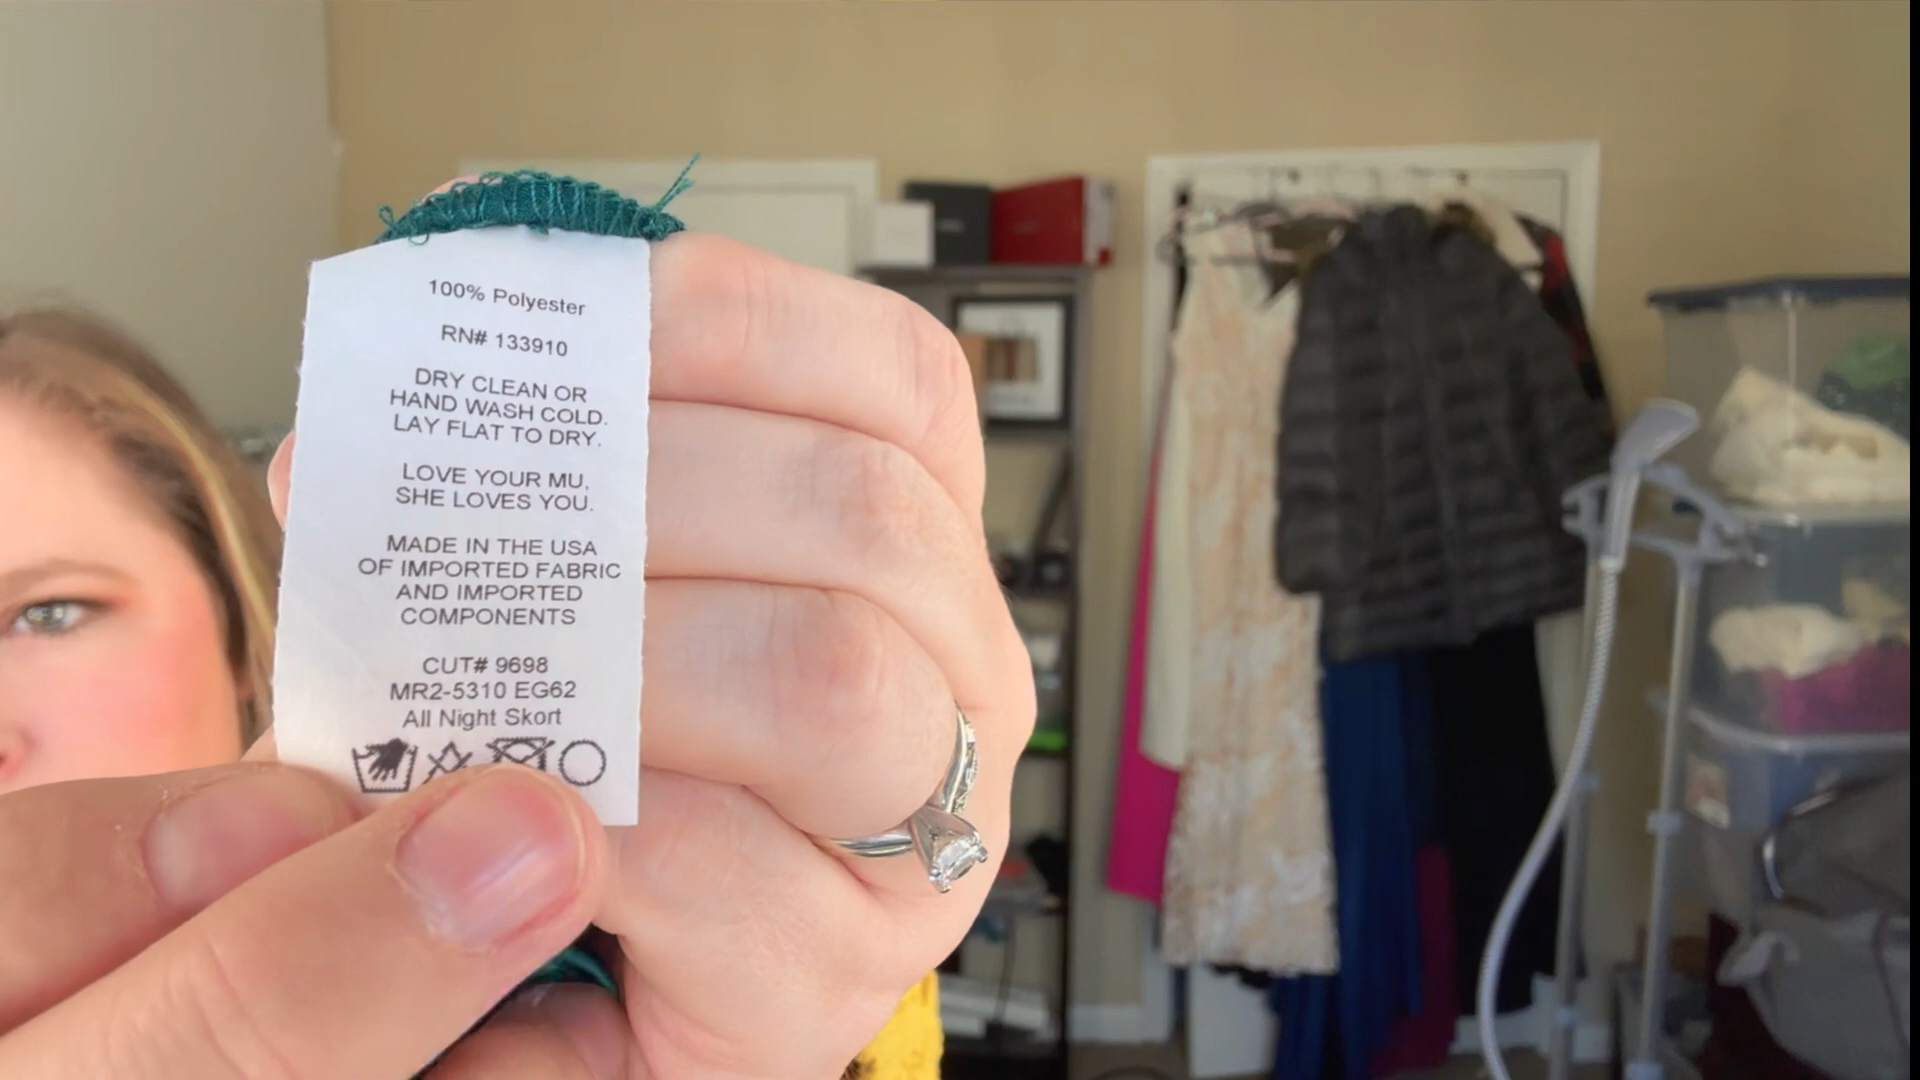 100% Polyester
RN# 133910
DRY CLEAN OR
HAND WASH COLD.
LAY FLAT TO DRY.
LOVE YOUR MU,
SHE LOVES YOU.
MADE IN THE USA
OF IMPORTED FABRIC
AND IMPORTED
COMPONENTS
CUT# 9698
MR2-5310 EG62
All Night Skort